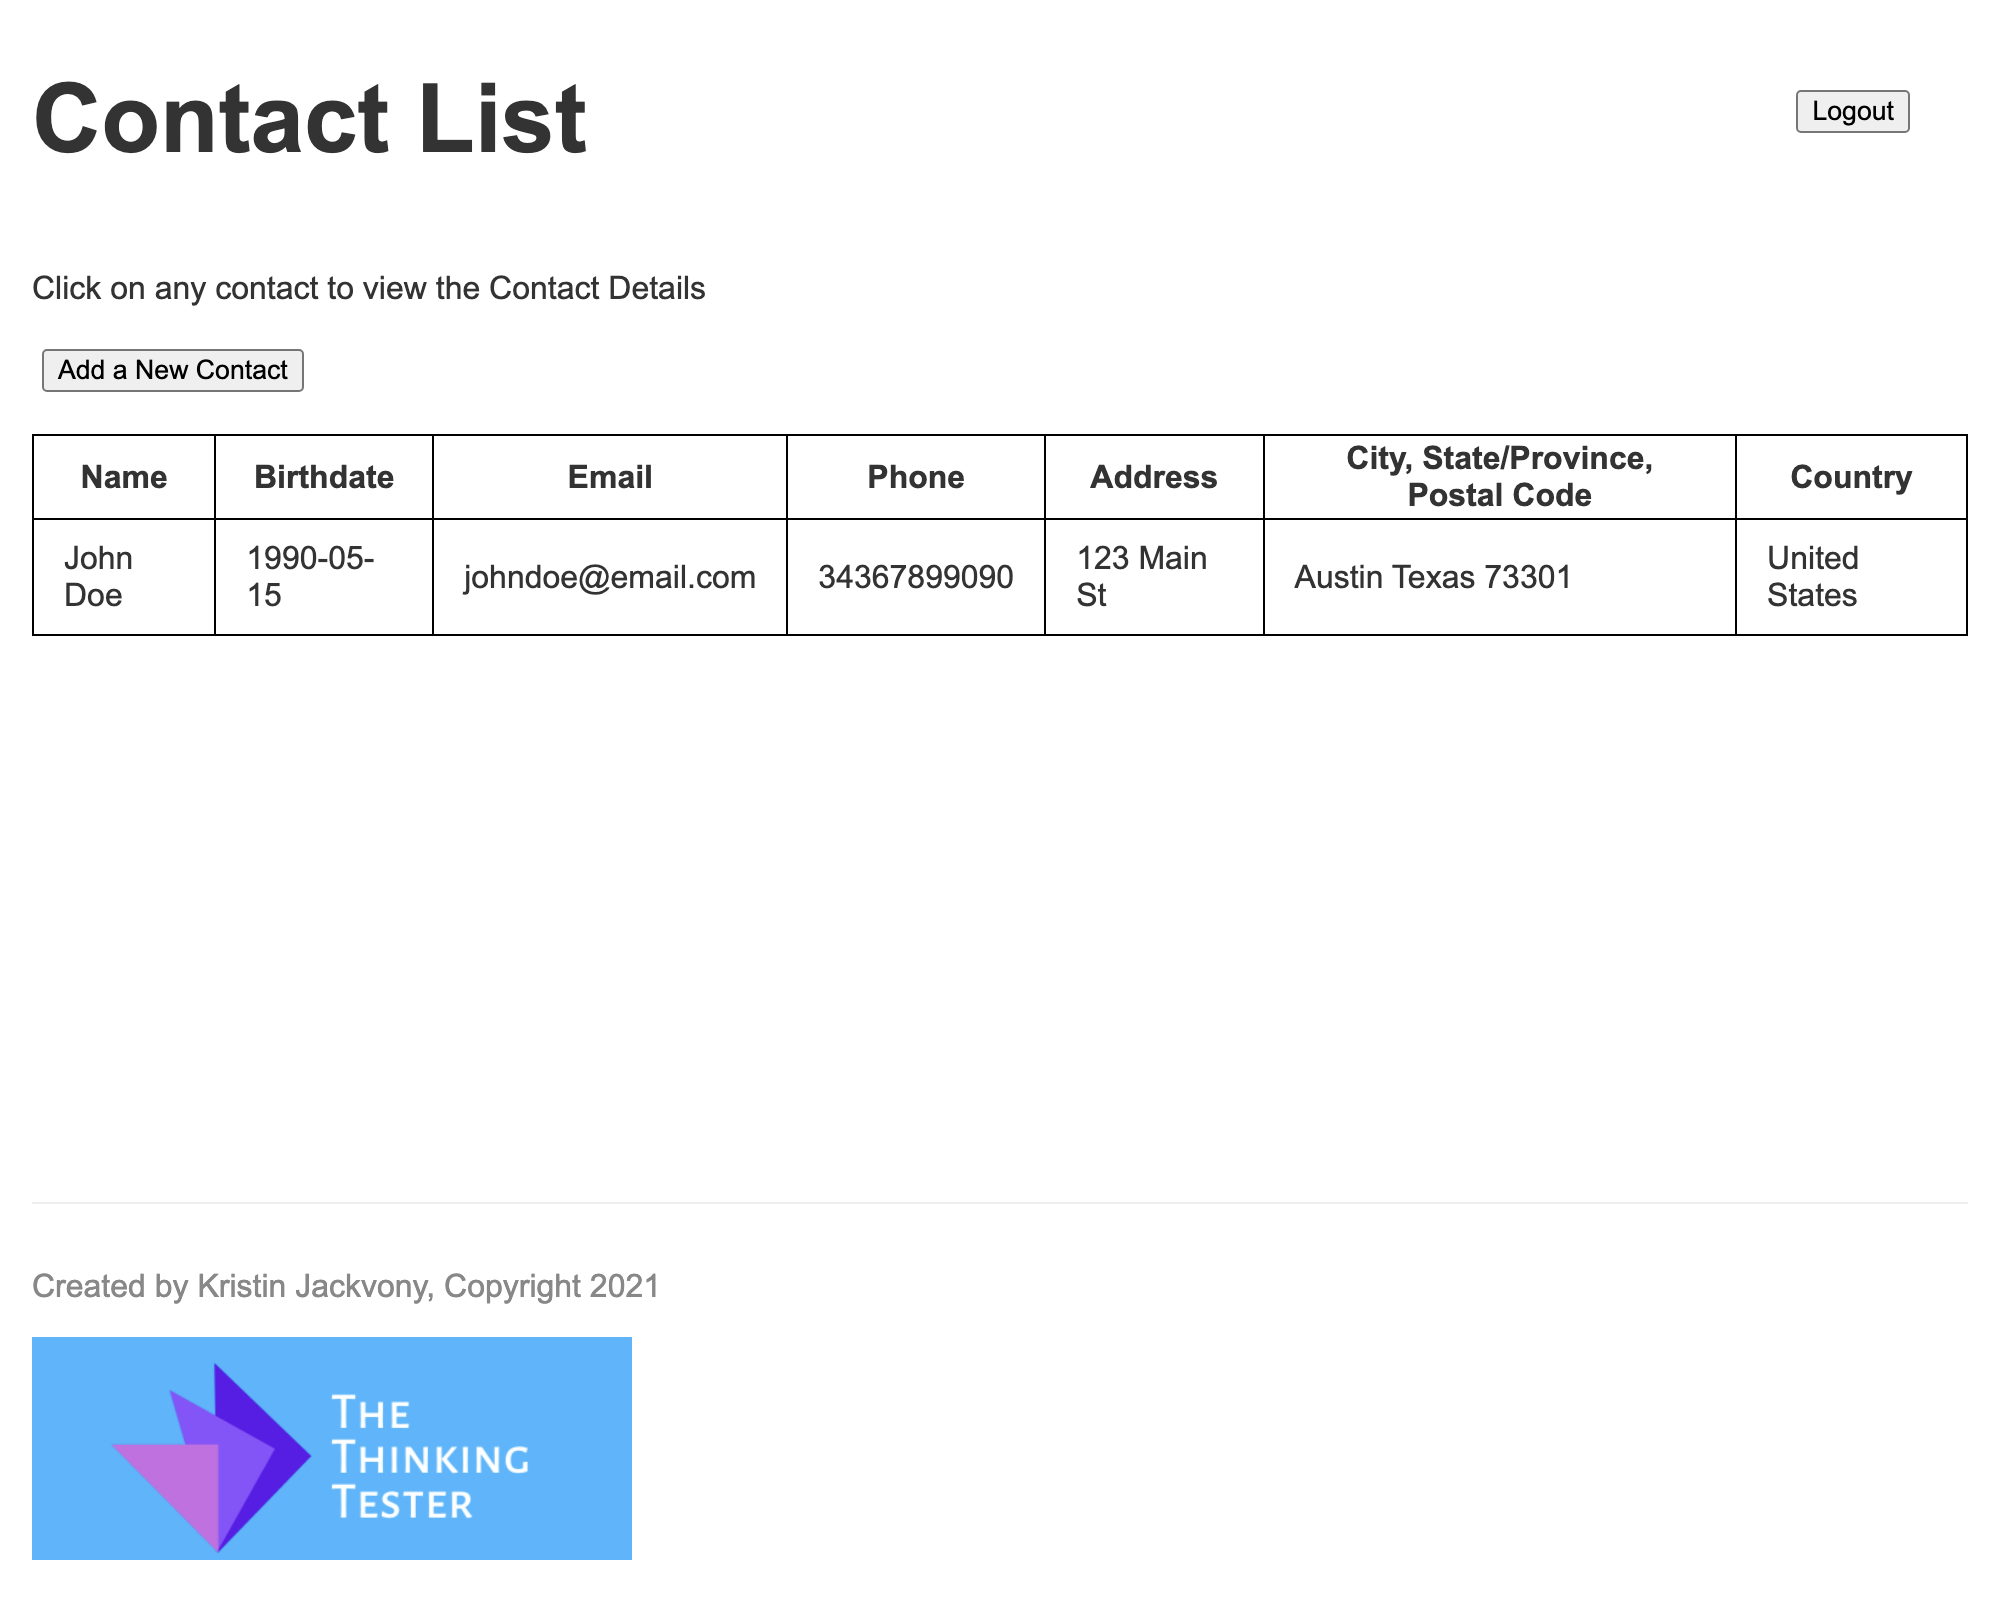 Contact List
Logout
Click on any contact to view the Contact Details
Add a New Contact
Name Birthdate Email Phone Address City, State/Province,
Postal Code Country
John
Doe 1990-05-
15 johndoe@email.com 34367899090 123 Main
St Austin Texas 73301 United
States
Created by Kristin Jackvony, Copyright 2021
THE
THINKING
TESTER